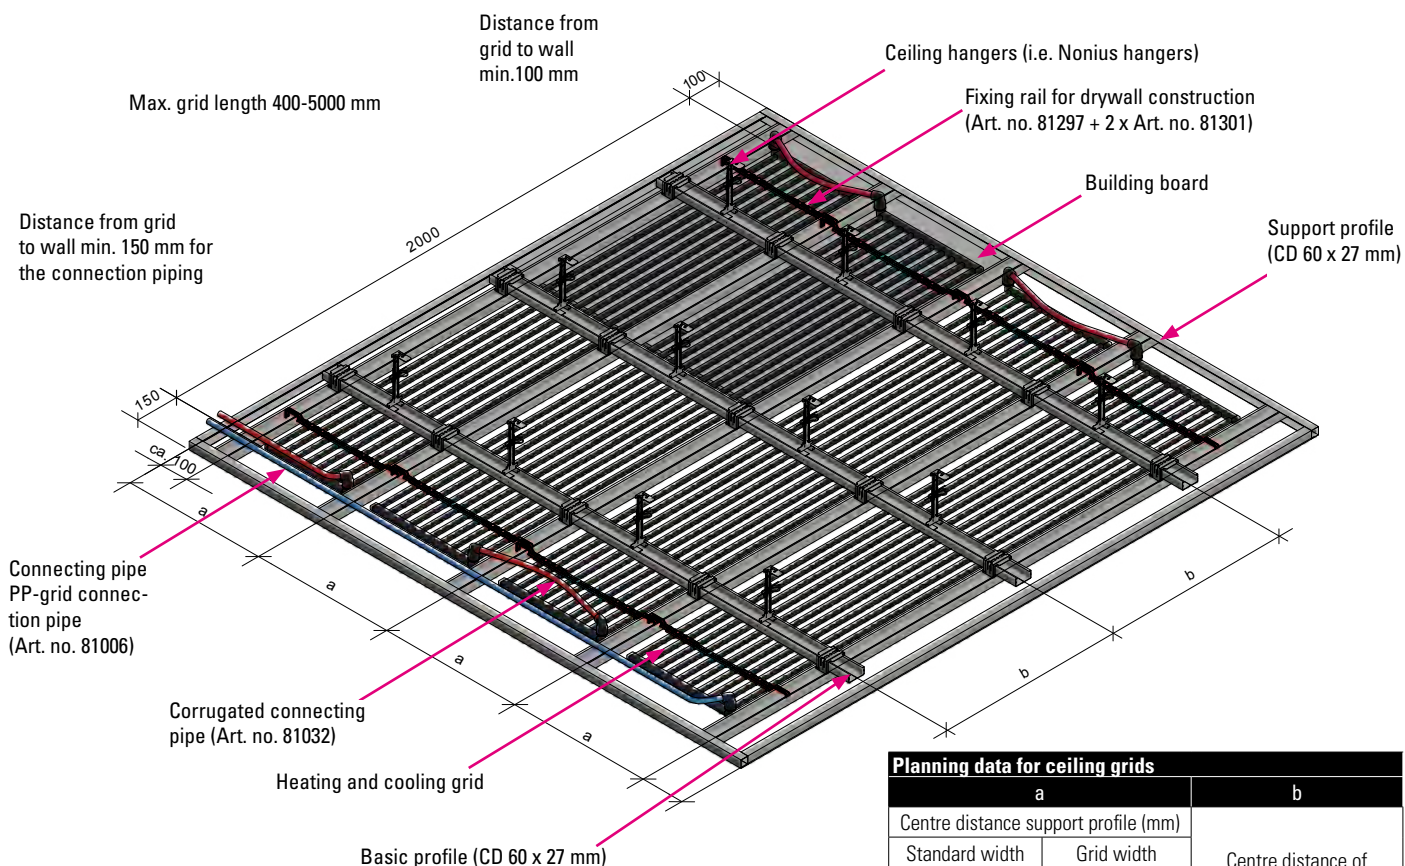 Distance from
grid to wall
min.100 mm
Max. grid length 400-5000 mm
Distance from grid
to wall min. 150 mm for
the connection piping
Ceiling hangers (i.e. Nonius hangers)
Fixing rail for drywall construction
(Art. no. 81297 + 2 x Art. no. 81301)
Building board
Support profile
(CD 60 x 27 mm)
100
2000
150
ca. 100
a
a
a
a
b
b
Connecting pipe
PP-grid connec-
tion pipe
(Art. no. 81006)
Corrugated connecting
pipe (Art. no. 81032)
Heating and cooling grid
Basic profile (CD 60 x 27 mm)
Planning data for ceiling grids
a b
Centre distance support profile (mm)
Standard width Grid width
Centre distance of